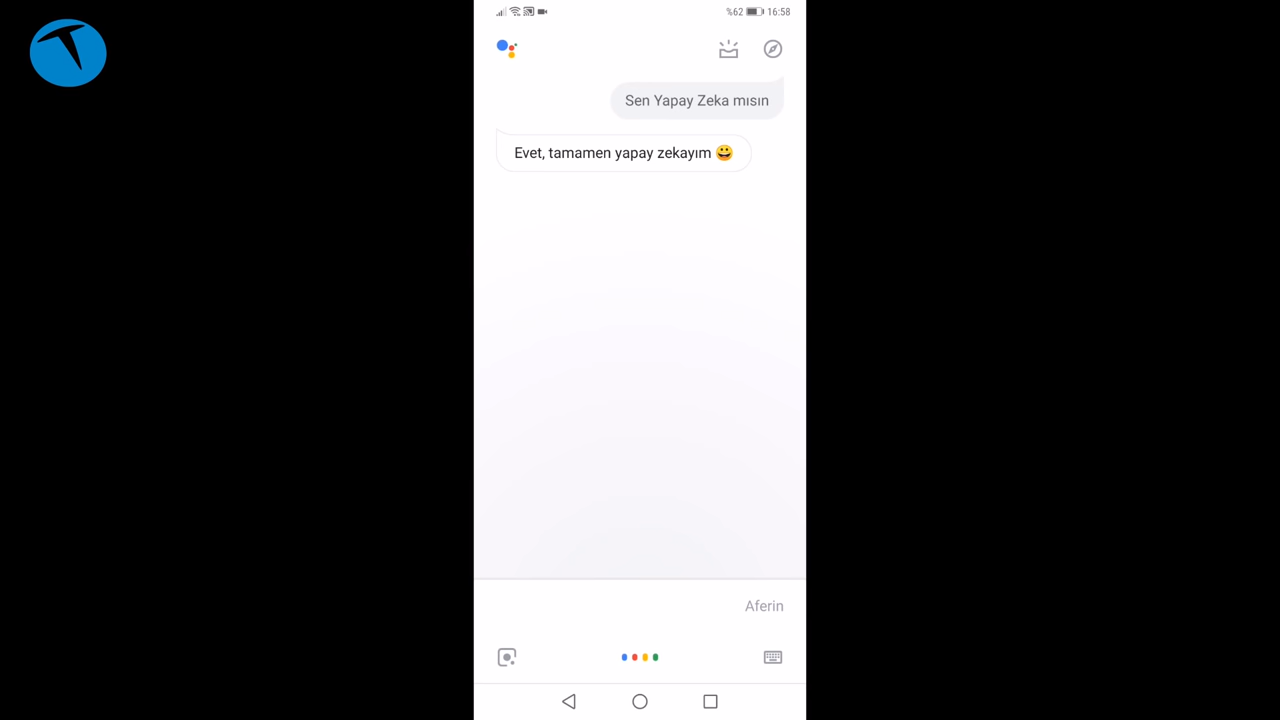 %62 16:58
Sen Yapay Zeka mısın
Evet, tamamen yapay zekayım 😀
Aferin